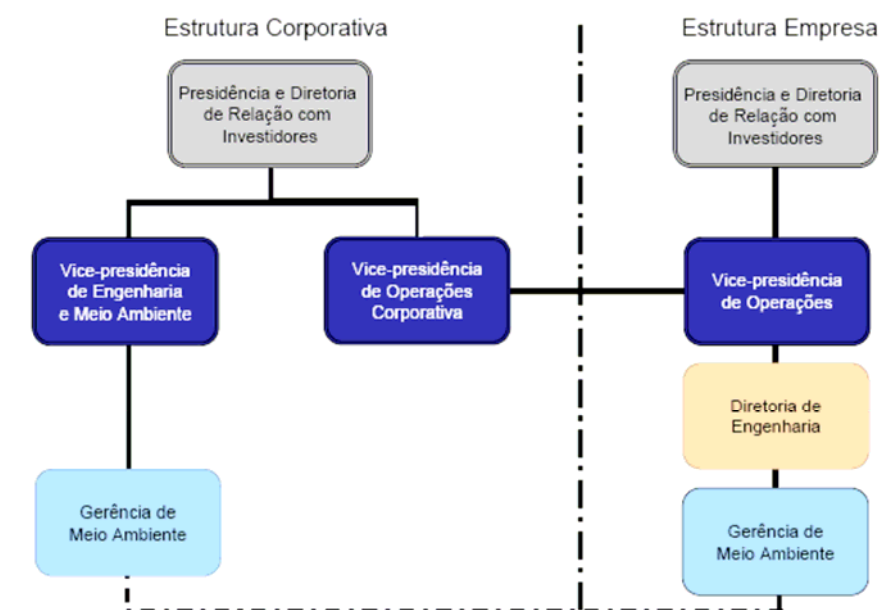 Estrutura Corporativa
Estrutura Empresa
Presidência e Diretoria
de Relação com
Investidores
Presidência e Diretoria
de Relação com
Investidores
Vice-presidência
de Engenharia
e Meio Ambiente
Vice-presidência
de Operações
Corporativa
Vice-presidência
de Operações
Diretoria de
Engenharia
Gerência de
Meio Ambiente
Gerência de
Meio Ambiente